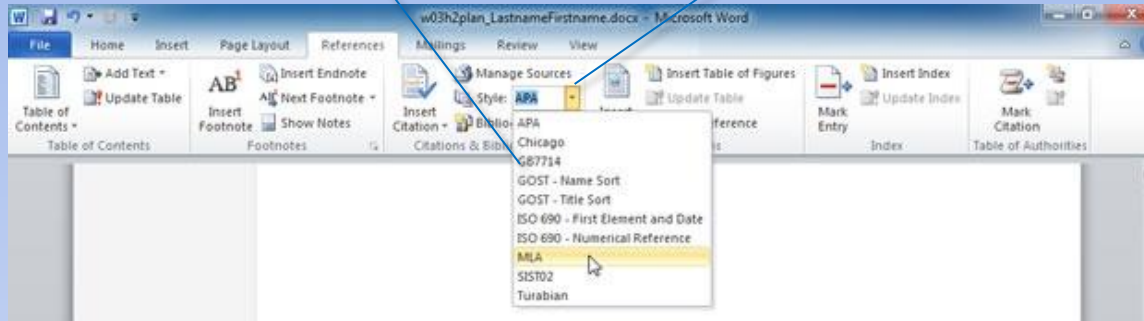 w03h2plan_LastnameFirstname.docx - Microsoft Word
File Home Insert Page Layout References Mailings Review View
Table of Contents
Add Text
Update Table
Table of Contents
AB¹
Insert Footnote
Insert Endnote
Next Footnote
Show Notes
Footnotes
Insert Citation
Manage Sources
Style: APA
Citations &
Insert Table of Figures
Update Table
Mark Entry
Insert Index
Update Index
Index
Mark Citation
Table of Authorities
APA
Chicago
GB7714
GOST - Name Sort
GOST - Title Sort
ISO 690 - First Element and Date
ISO 690 - Numerical Reference
MLA
SIST02
Turabian